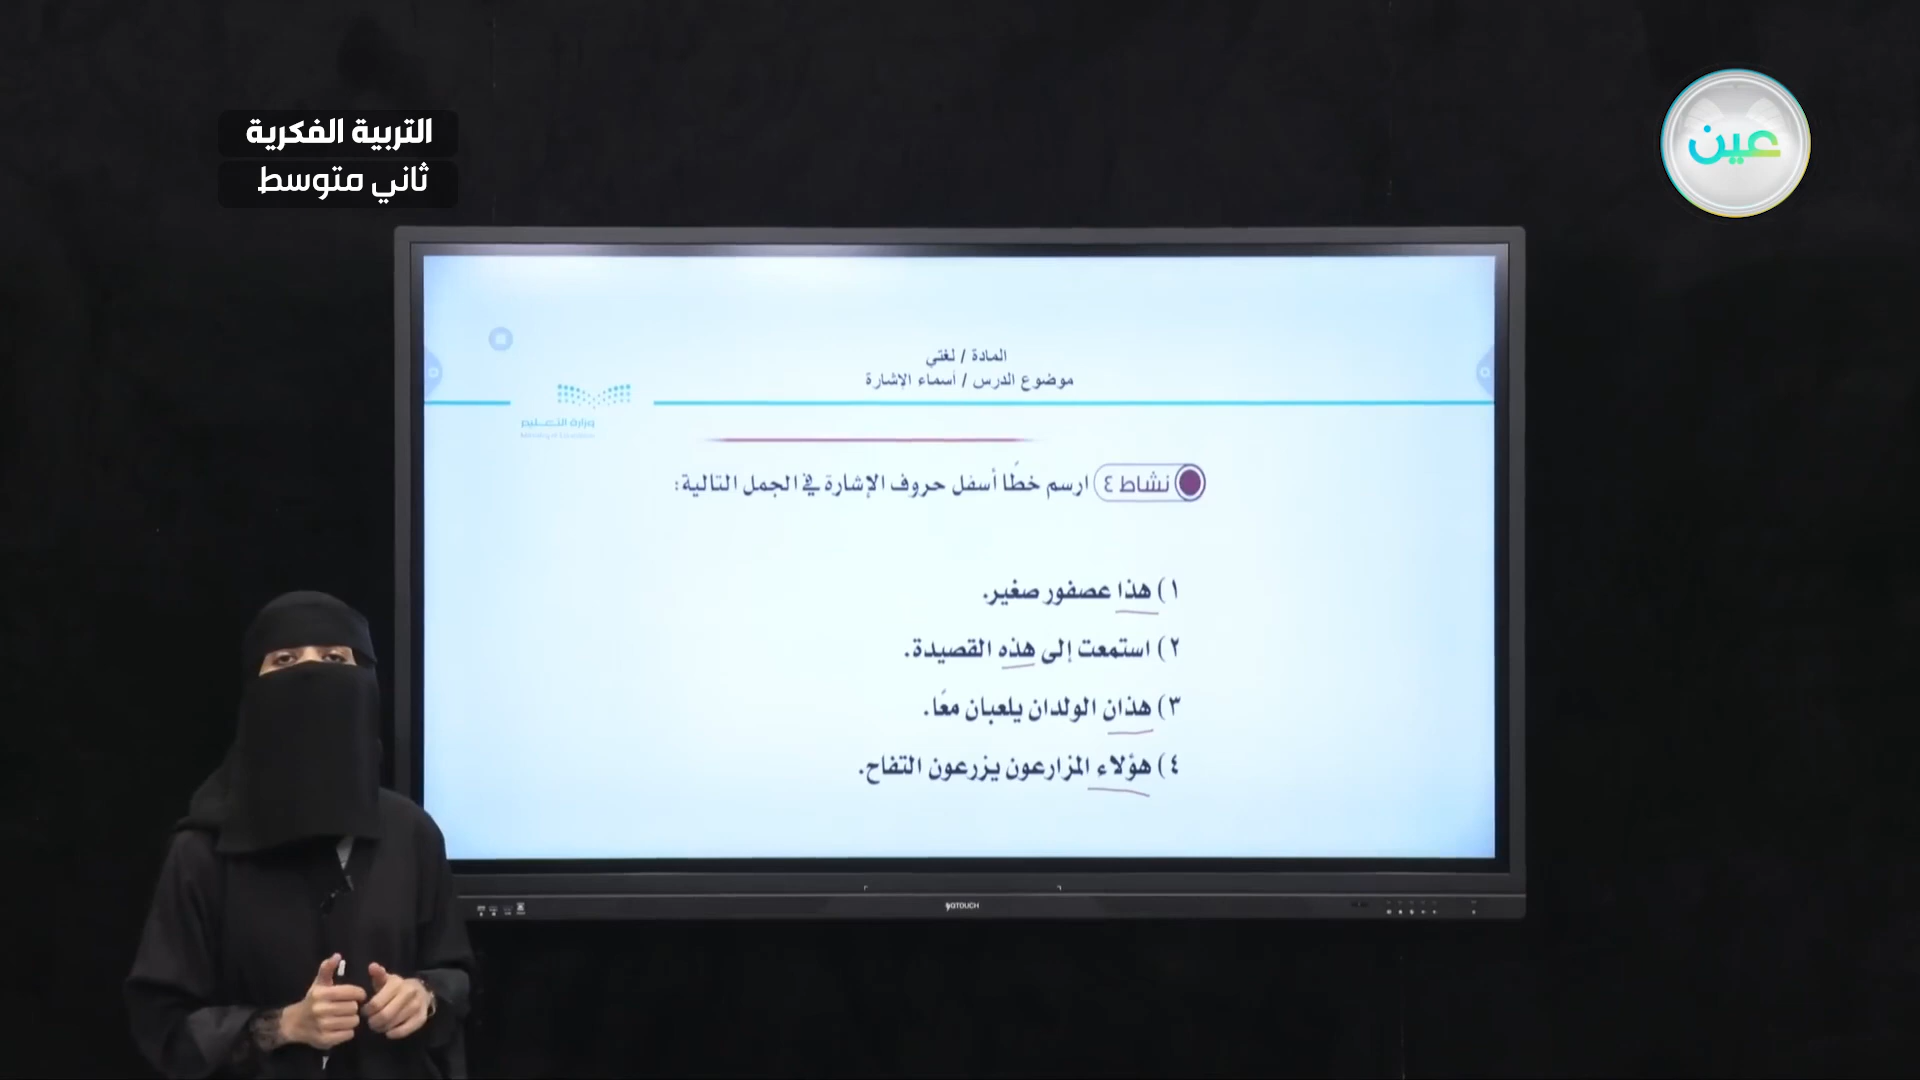 التربية الفكرية
ثاني متوسط
عين
المادة / لغتي
موضوع الدرس / أسماء الإشارة
وزارة التعليم
نشاط ٤ ارسم خطًا أسفل حروف الإشارة في الجمل التالية:
١) هذا عصفور صغير.
٢) استمعت إلى هذه القصيدة.
٣) هذان الولدان يلعبان معًا.
٤) هؤلاء المزارعون يزرعون التفاح.